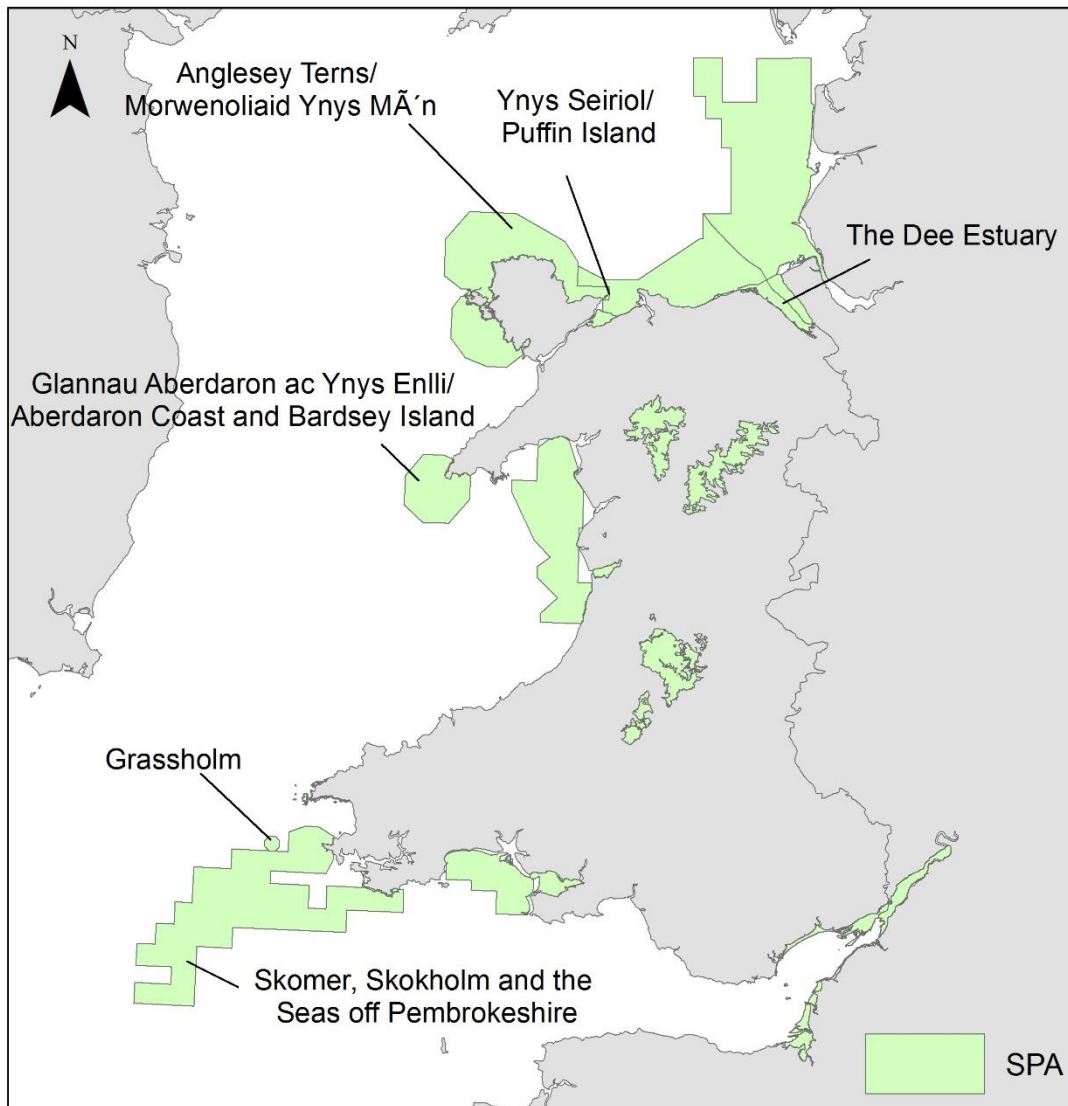 N
Anglesey Terns/
Morwenoliaid Ynys MÃ´n
Ynys Seiriol/
Puffin Island
The Dee Estuary
Glannau Aberdaron ac Ynys Enlli/
Aberdaron Coast and Bardsey Island
Grassholm
Skomer, Skokholm and the
Seas off Pembrokeshire
SPA